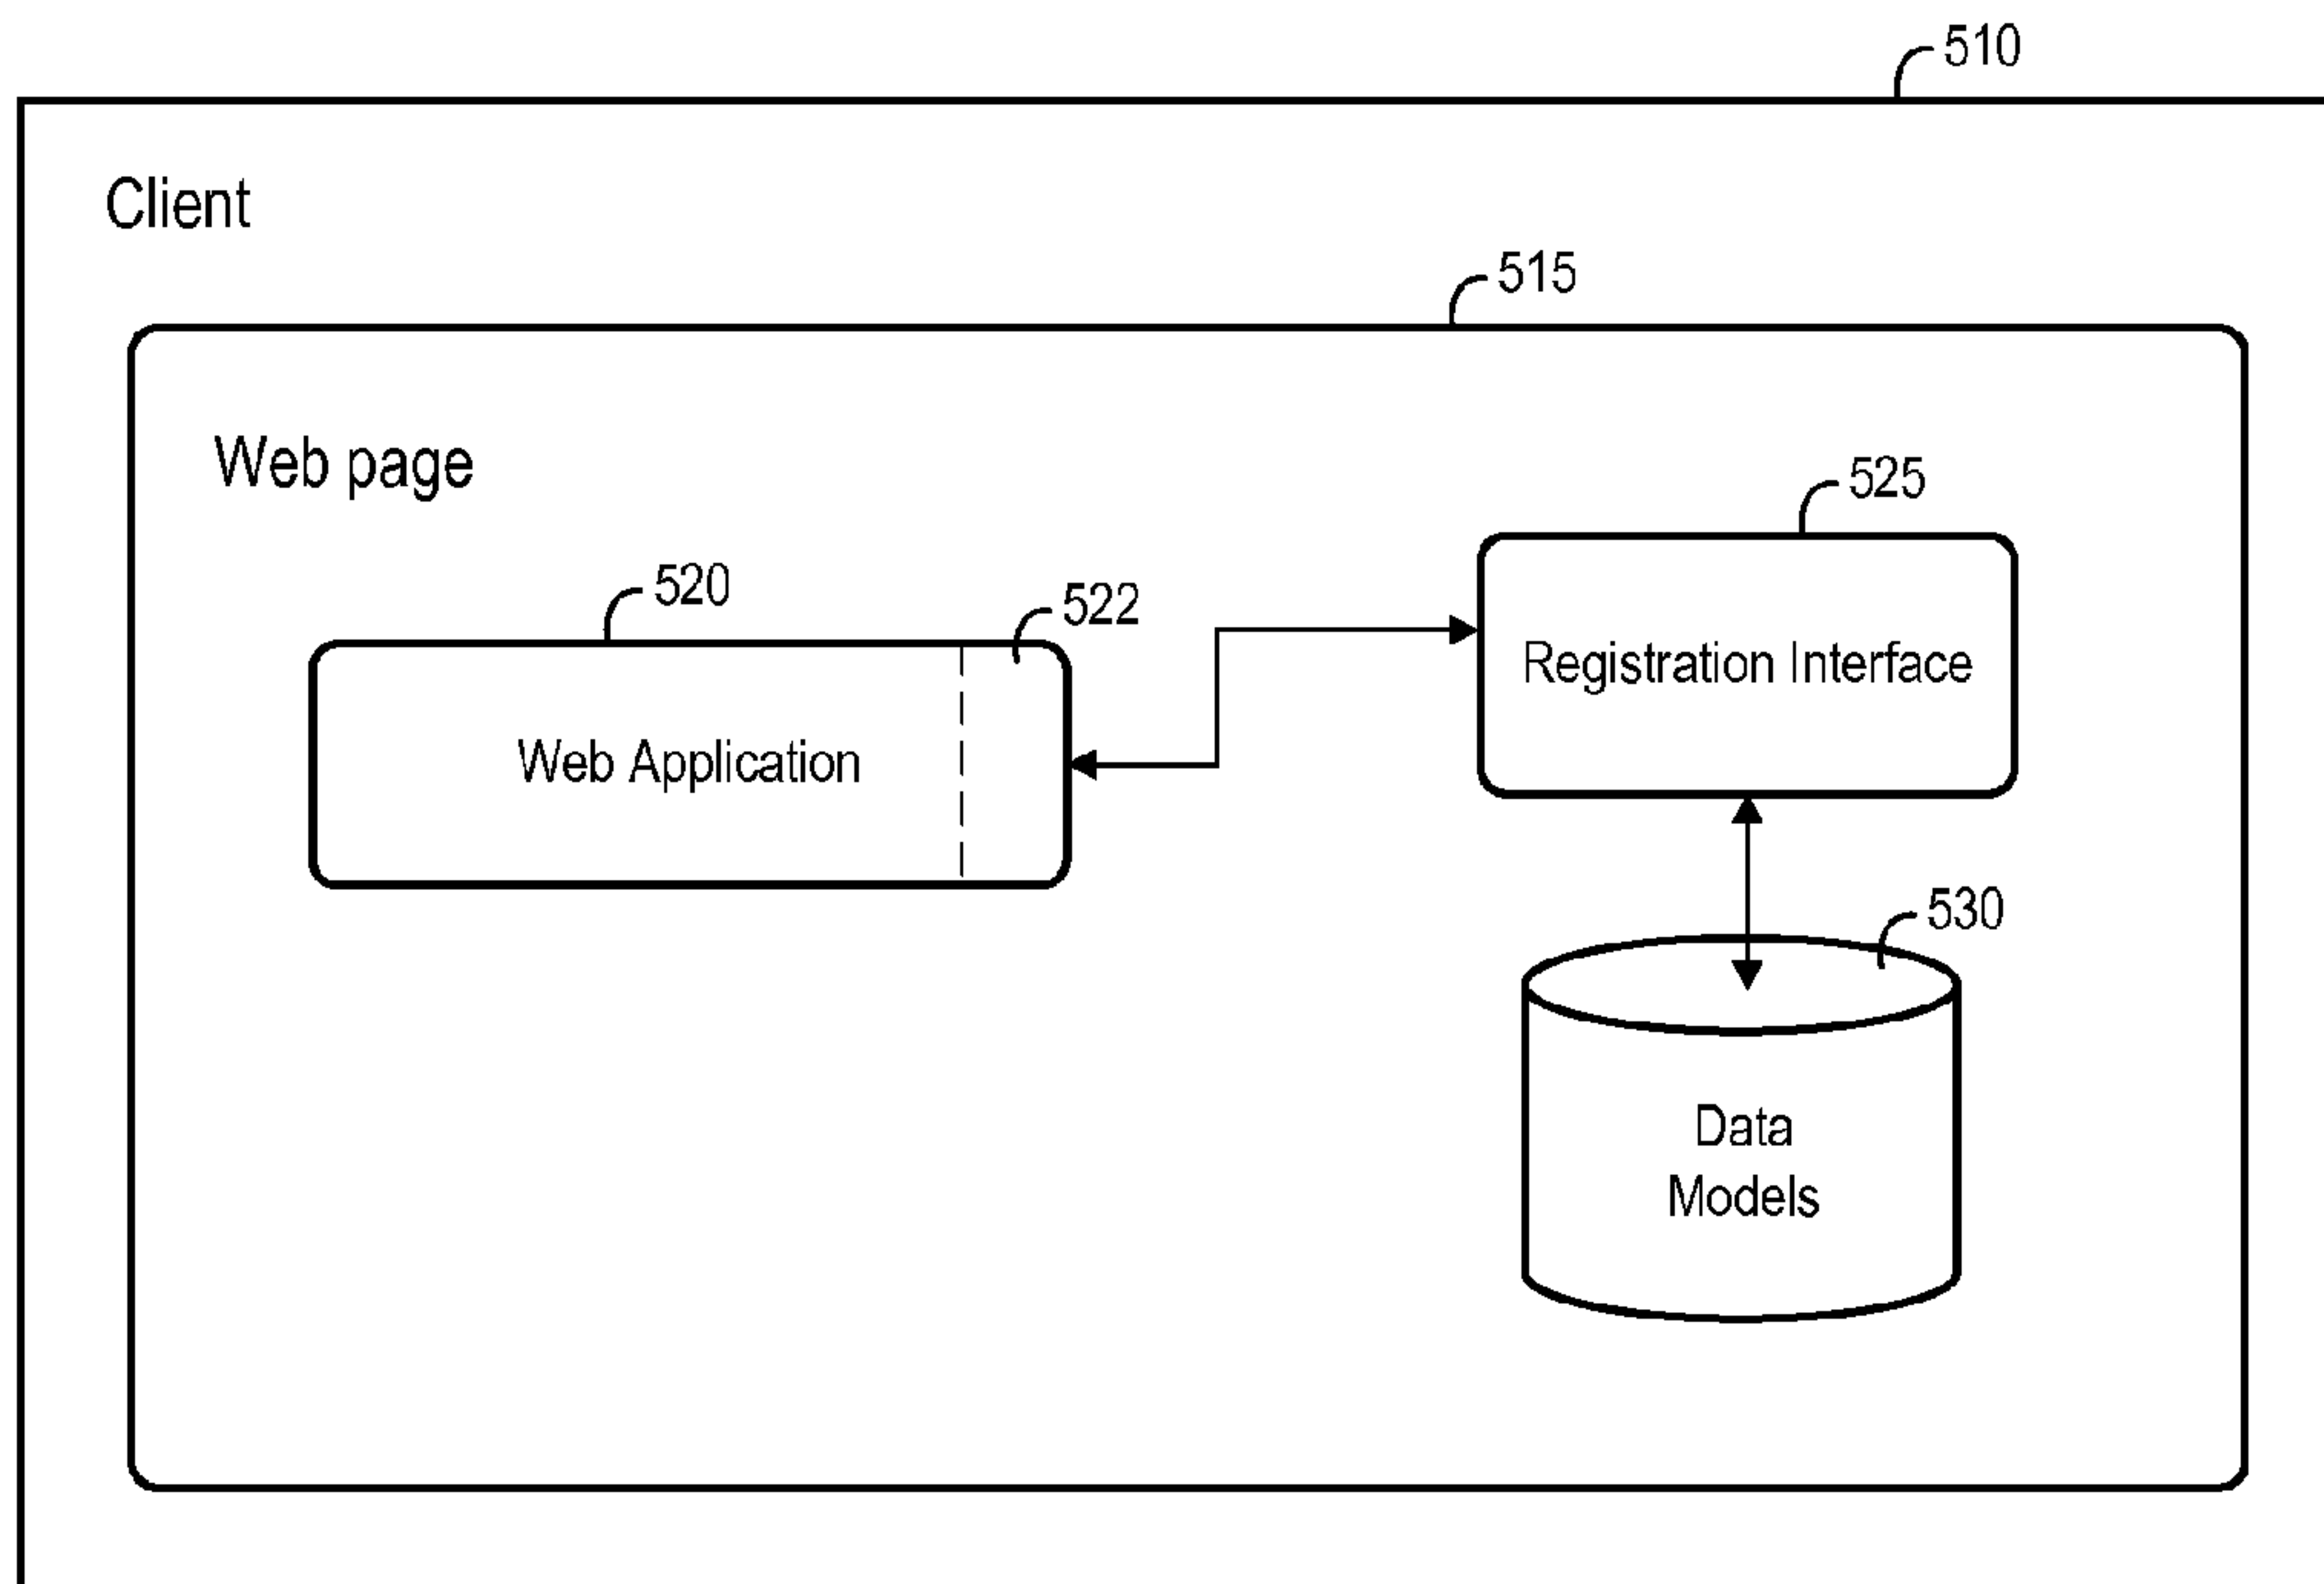 510
Client
515
Web page
525
520
522
Registration Interface
Web Application
530
Data
Models